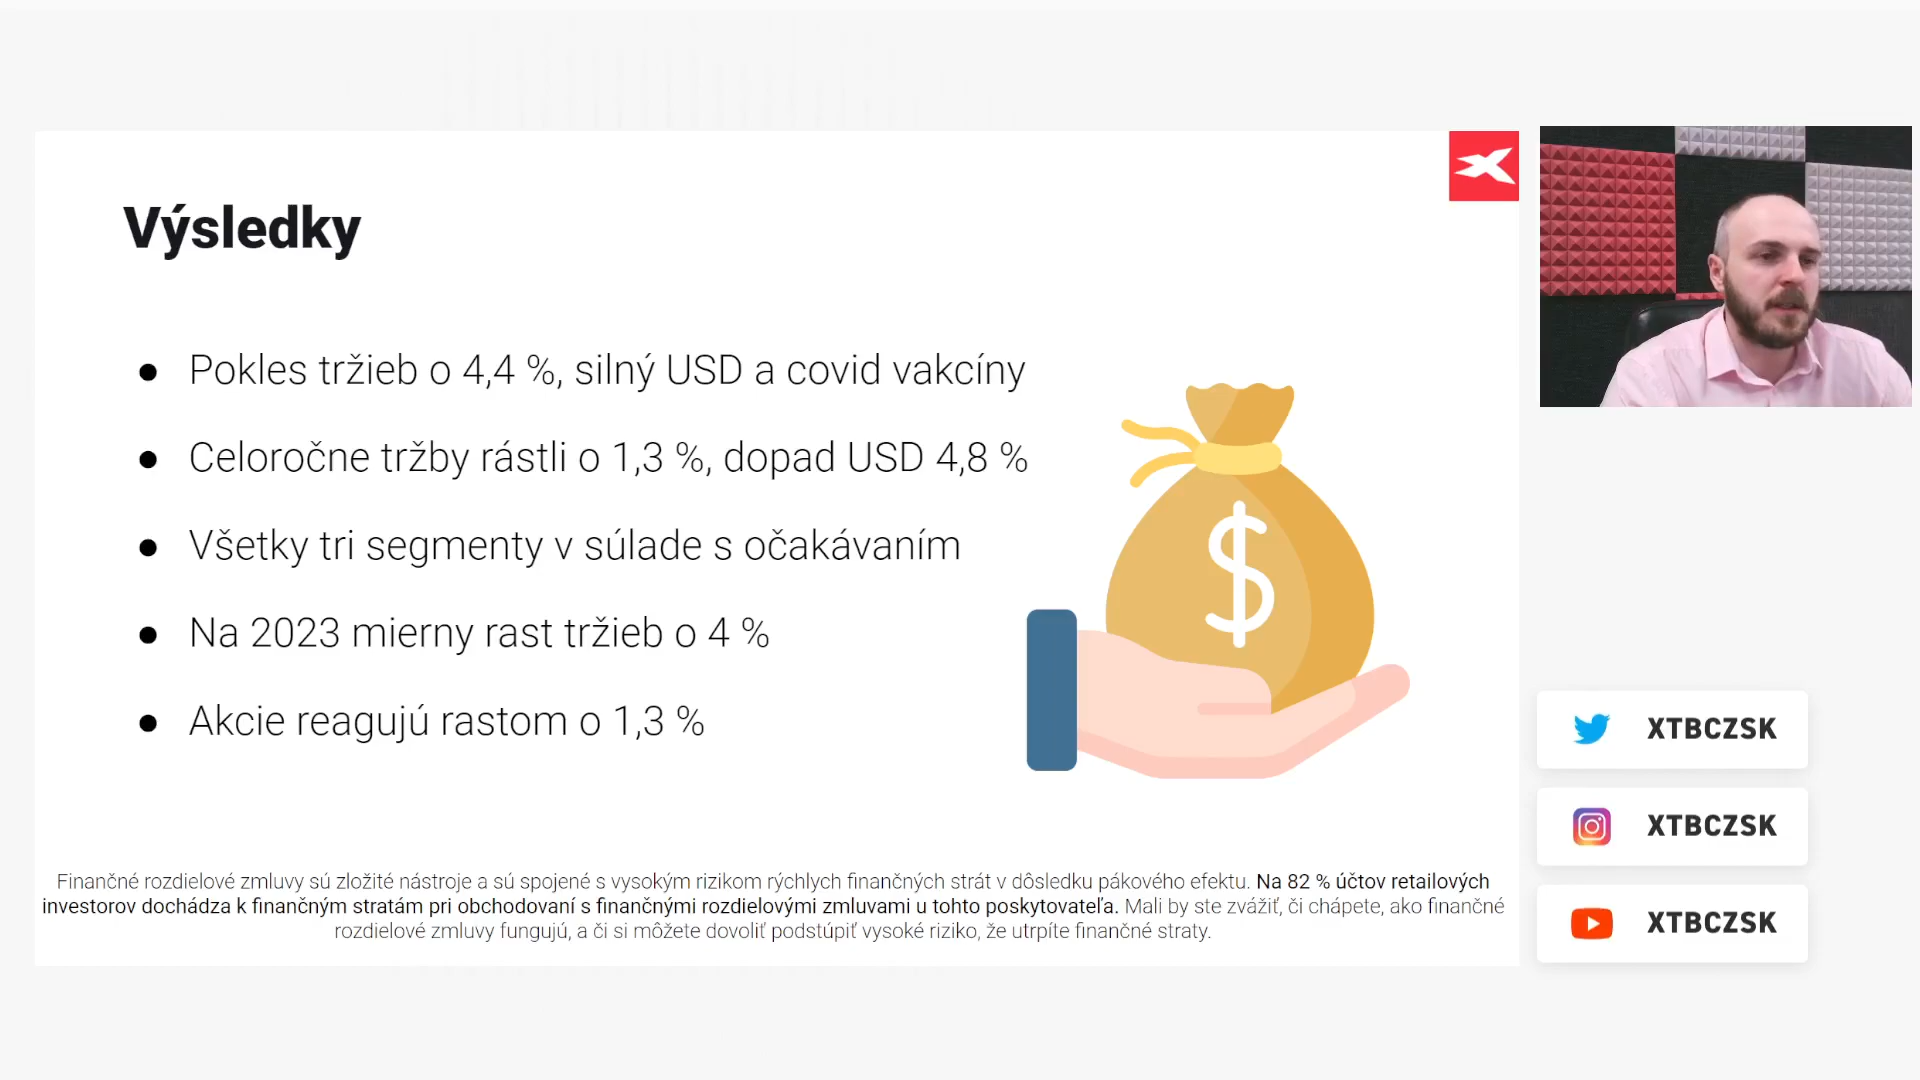 Výsledky
● Pokles tržieb o 4,4 %, silný USD a covid vakcíny
● Celoročne tržby rástli o 1,3 %, dopad USD 4,8 %
● Všetky tri segmenty v súlade s očakávaním
● Na 2023 mierny rast tržieb o 4 %
● Akcie reagujú rastom o 1,3 %
$
Finančné rozdielové zmluvy sú zložité nástroje a sú spojené s vysokým rizikom rýchlych finančných strát v dôsledku pákového efektu. Na 82 % účtov retailových
investorov dochádza k finančným stratám pri obchodovaní s finančnými rozdielovými zmluvami u tohto poskytovateľa. Mali by ste zvážiť, či chápete, ako finančné
rozdielové zmluvy fungujú, a či si môžete dovoliť podstúpiť vysoké riziko, že utrpíte finančné straty.
XTBCZSK
XTBCZSK
XTBCZSK